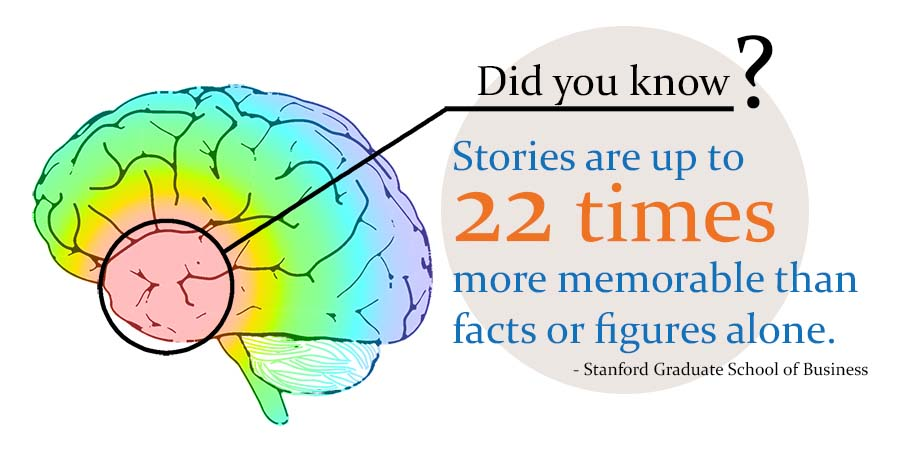 Did you know?
Stories are up to
22 times
more memorable than
facts or figures alone.
- Stanford Graduate School of Business